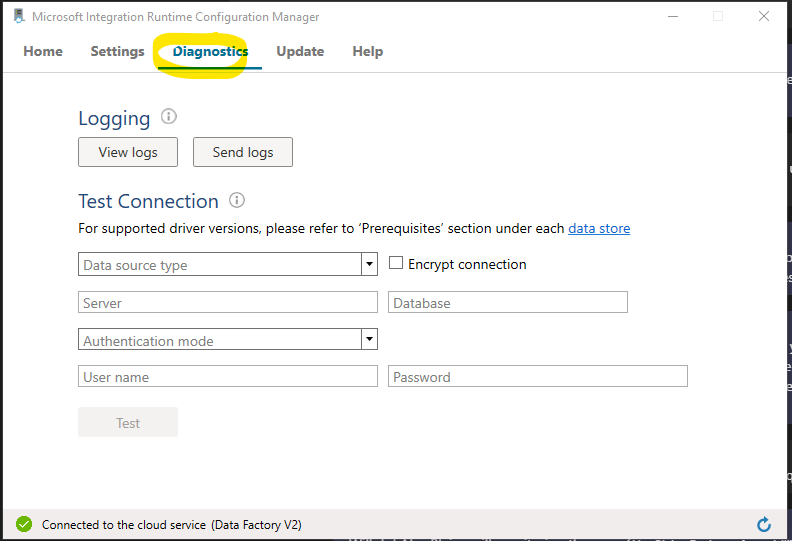 Microsoft Integration Runtime Configuration Manager
Home Settings Diagnostics Update Help
Logging
View logs Send logs
Test Connection
For supported driver versions, please refer to ‘Prerequisites’ section under each data store
Data source type Encrypt connection
Server Database
Authentication mode
User name Password
Test
Connected to the cloud service (Data Factory V2)